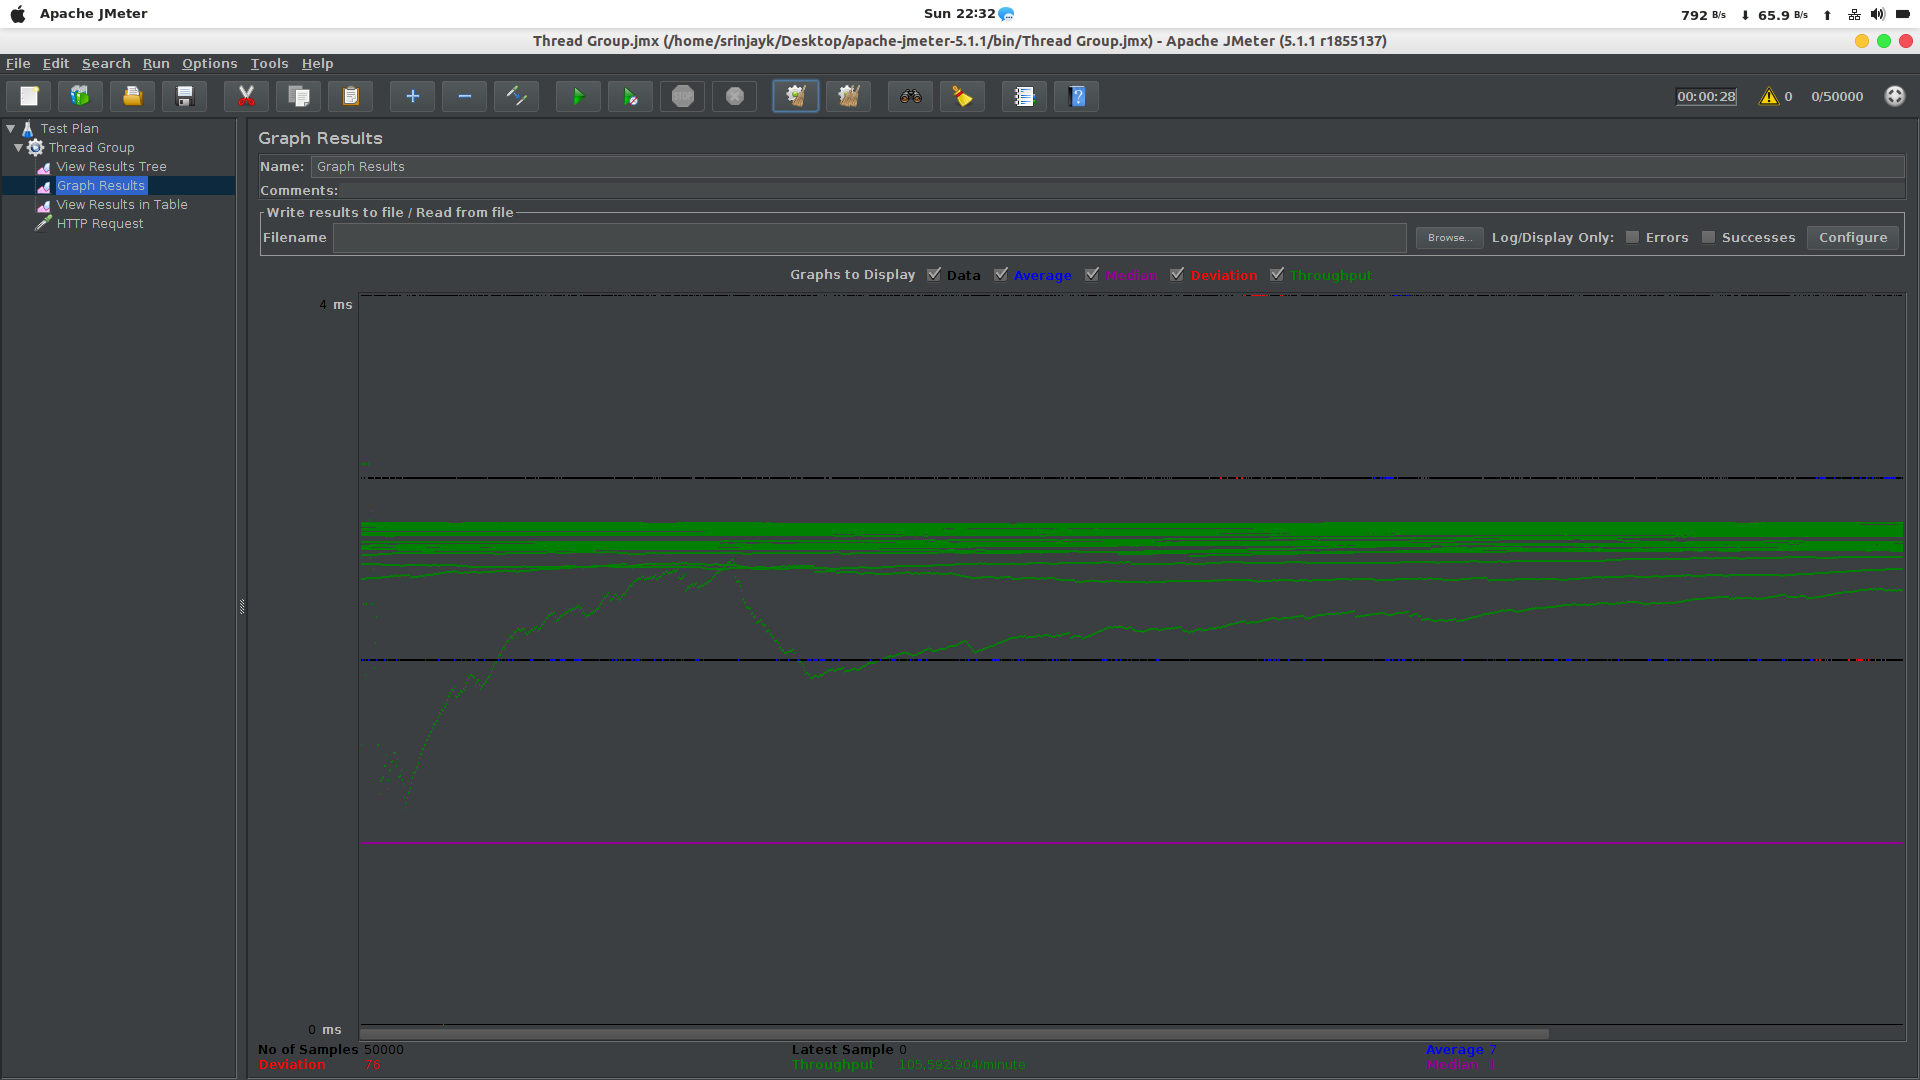 Apache JMeter
Sun 22:32
792 B/s ⬇ 65.9 B/s ⬆
Thread Group.jmx (/home/srinjayk/Desktop/apache-jmeter-5.1.1/bin/Thread Group.jmx) - Apache JMeter (5.1.1 r1855137)
File Edit Search Run Options Tools Help
STOP
00:00:28 0 0/50000
Test Plan
Thread Group
View Results Tree
Graph Results
View Results in Table
HTTP Request
Graph Results
Name: Graph Results
Comments:
Write results to file / Read from file
Filename Browse... Log/Display Only: Errors Successes Configure
Graphs to Display Data Average Median Deviation Throughput
4 ms
0 ms
No of Samples 50000 Latest Sample 0 Average 7
Deviation 76 Throughput 105,592.904/minute Median 1